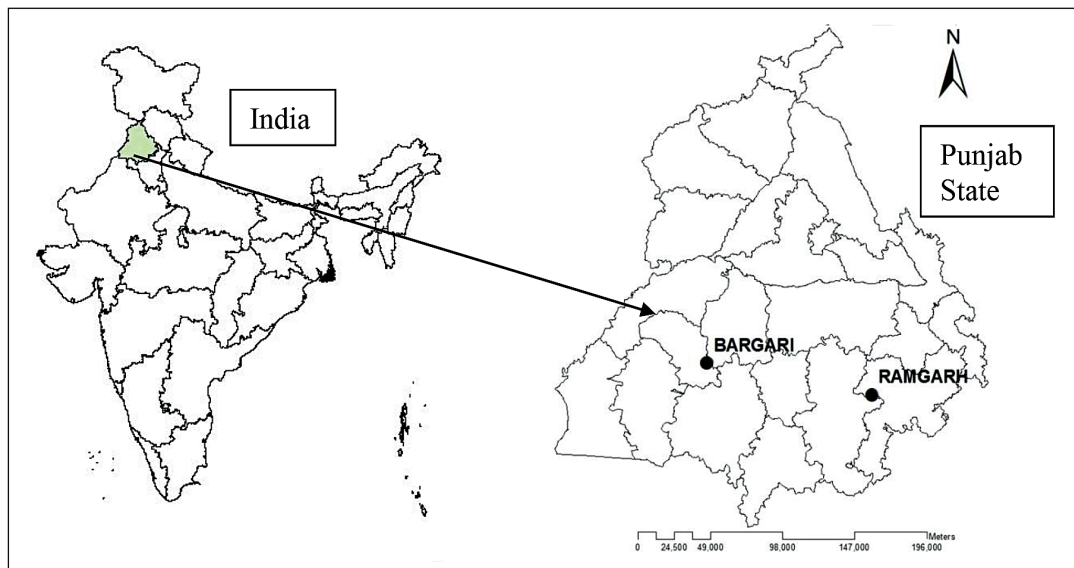 India
N
Punjab
State
BARGARI
RAMGARH
Meters
0 24,500 49,000 98,000 147,000 196,000